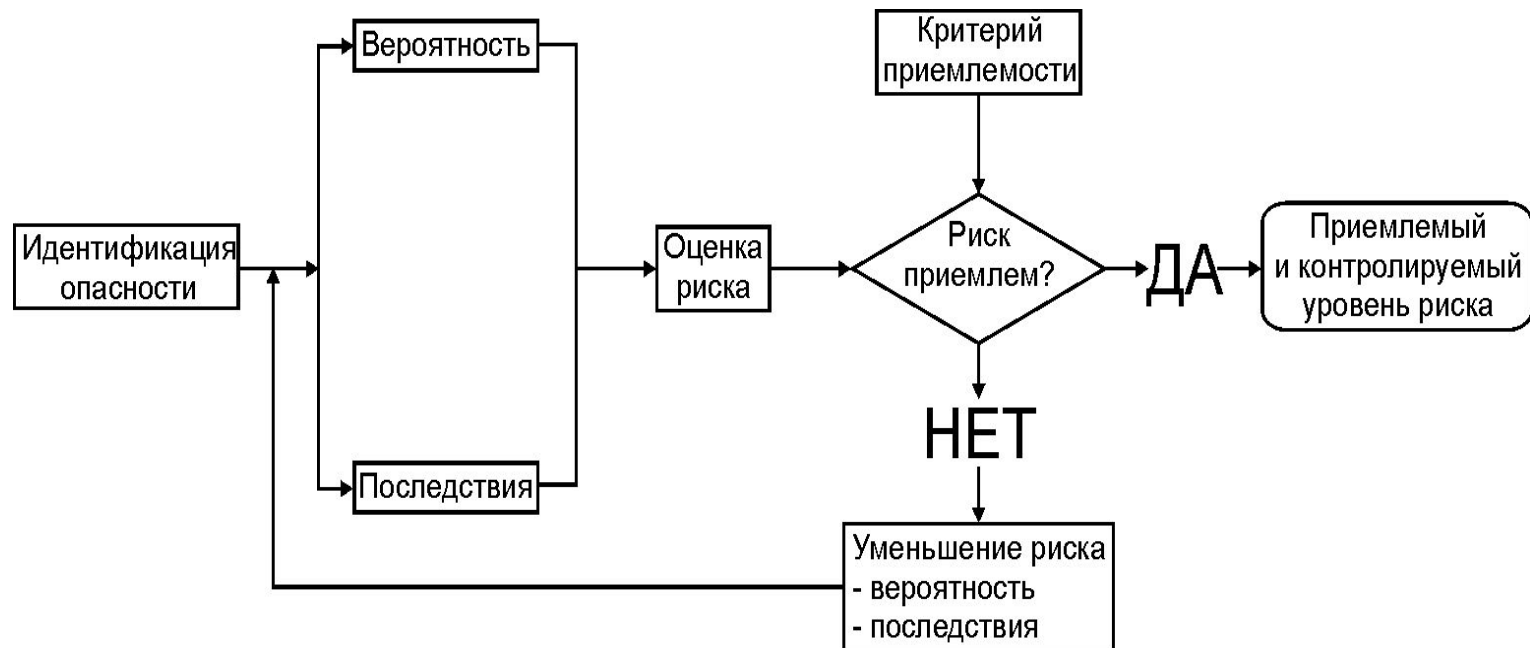 Вероятность
Критерий
приемлемости
Идентификация
опасности
Оценка
риска
Риск
приемлем?
ДА
Приемлемый
и контролируемый
уровень риска
НЕТ
Последствия
Уменьшение риска
- вероятность
- последствия